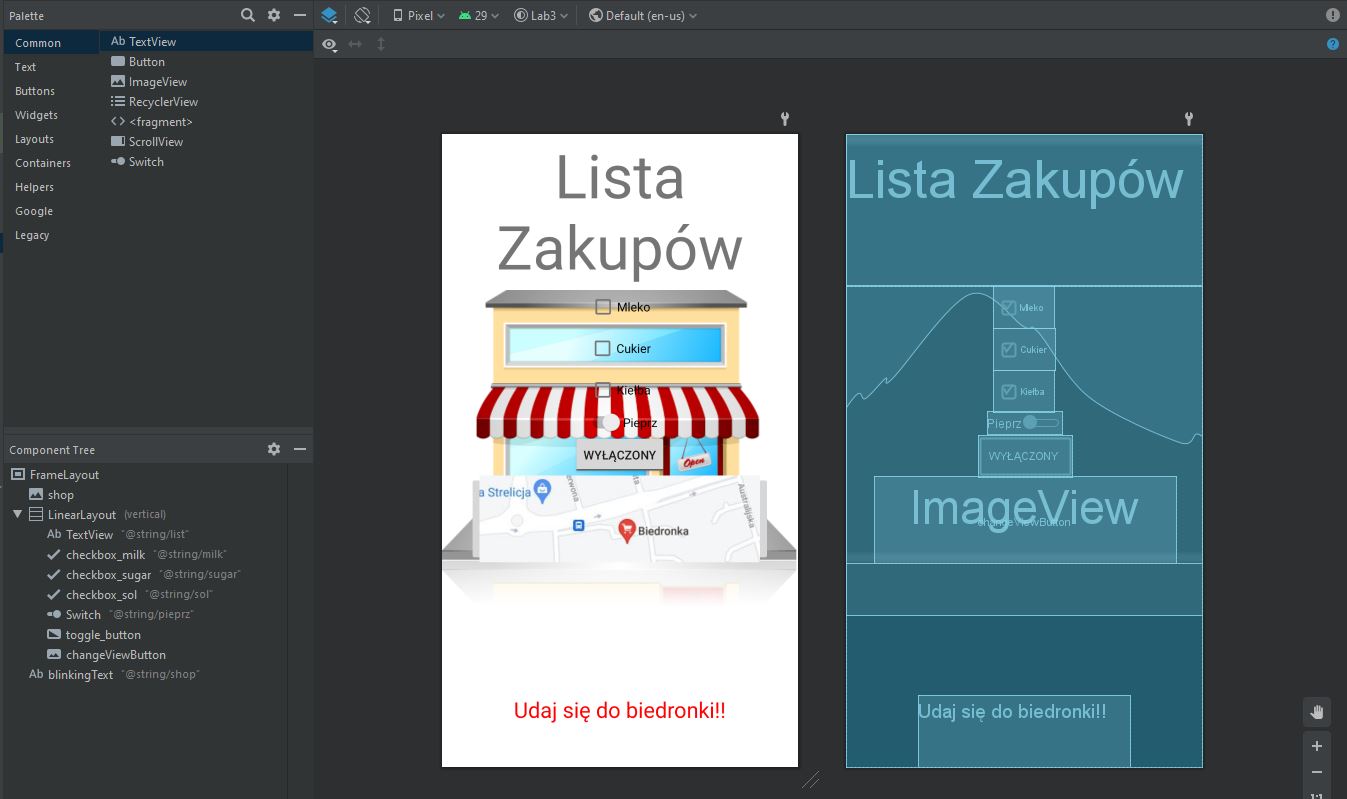 Palette
Pixel
29
Lab3
Default (en-us)
Common
Text
Buttons
Widgets
Layouts
Containers
Helpers
Google
Legacy
Ab TextView
Button
ImageView
RecyclerView
<fragment>
ScrollView
Switch
Component Tree
FrameLayout
shop
LinearLayout (vertical)
Ab TextView "@string/list"
checkbox_milk "@string/milk"
checkbox_sugar "@string/sugar"
checkbox_sol "@string/sol"
Switch "@string/pieprz"
toggle_button
changeViewButton
Ab blinkingText "@string/shop"
Lista
Zakupów
Mleko
Cukier
Kiełba
Pieprz
WYŁĄCZONY
Open
a Strelicja
erwona
Australijska
Biedronka
Udaj się do biedronki!!
Lista Zakupów
Mleko
Cukier
Kiełba
Pieprz
WYŁĄCZONY
ImageView
changeViewButton
Udaj się do biedronki!!
1:1